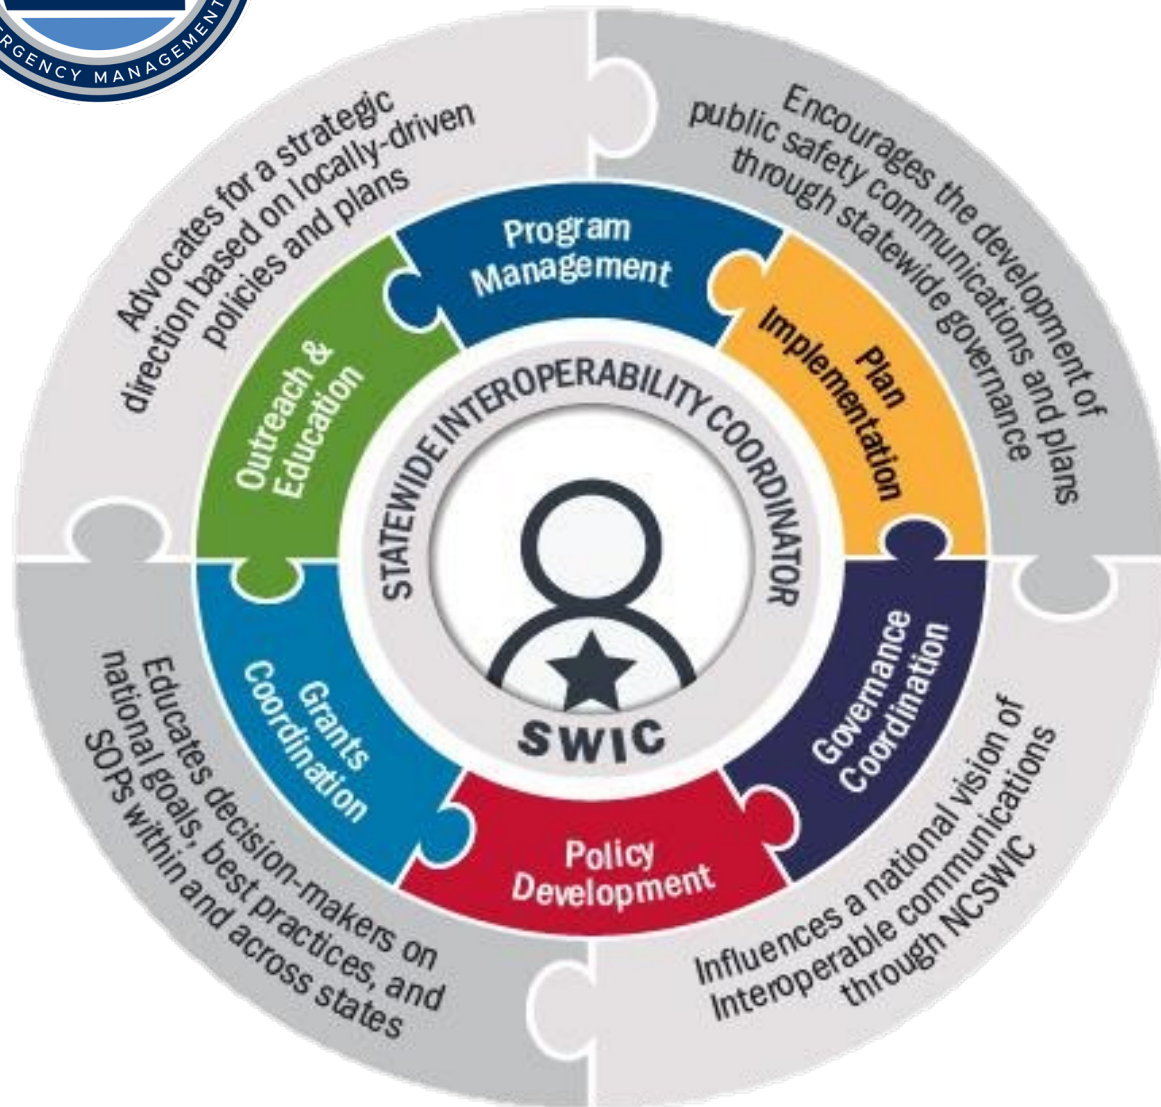 EMERGENCY MANAGEMENT
Advocates for a strategic
direction based on locally-driven
policies and plans
Encourages the development of
public safety communications and plans
through statewide governance
Program
Management
Plan
Implementation
Outreach &
Education
STATEWIDE INTEROPERABILITY COORDINATOR
SWIC
Governance
Coordination
Grants
Coordination
Policy
Development
Educates decision-makers on
national goals, best practices, and
SOPs within and across states
Influences a national vision of
Interoperable communications
through NCSWIC